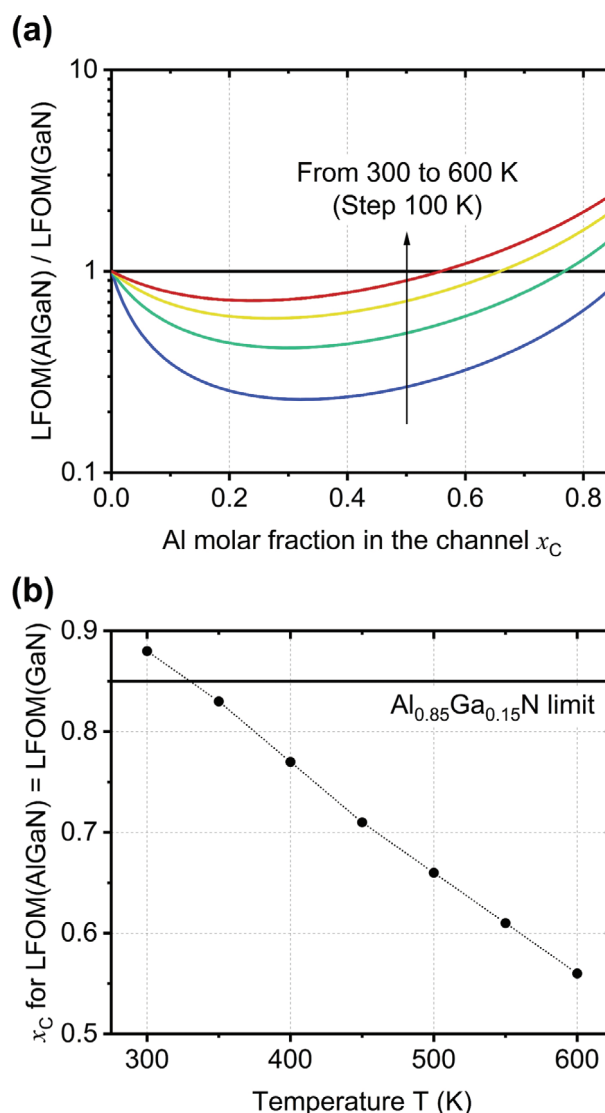 (a)
10
1
0.1
LFOM(AlGaN) / LFOM(GaN)
From 300 to 600 K
(Step 100 K)
0.0 0.2 0.4 0.6 0.8
Al molar fraction in the channel xC
(b)
0.9
0.8
0.7
0.6
0.5
xC for LFOM(AlGaN) = LFOM(GaN)
Al0.85Ga0.15N limit
300 400 500 600
Temperature T (K)